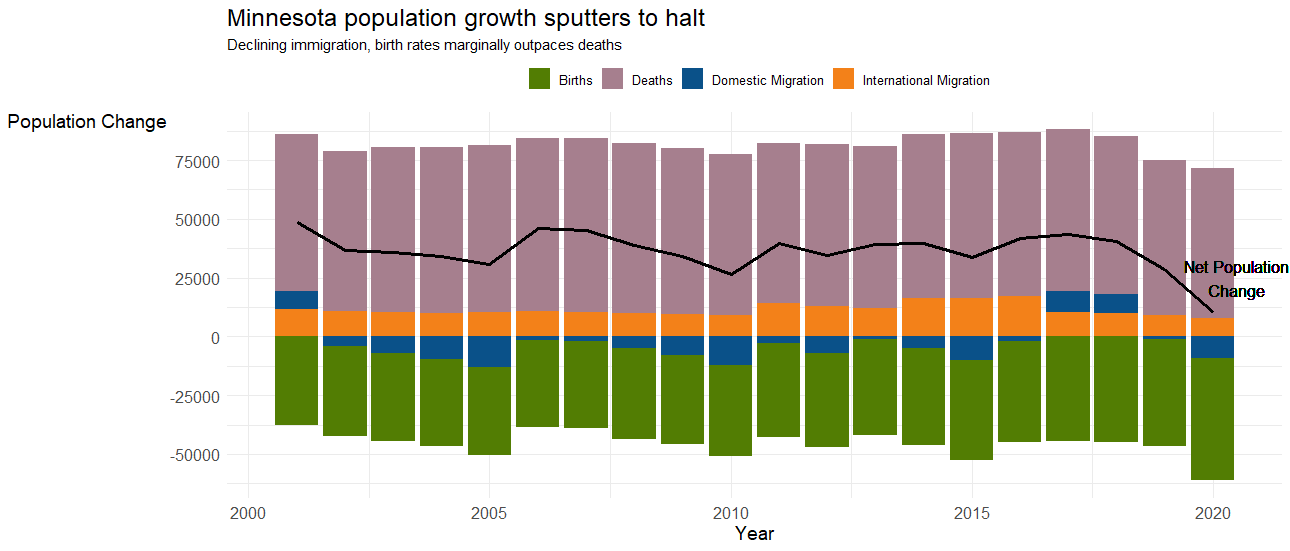 Minnesota population growth sputters to halt
Declining immigration, birth rates marginally outpaces deaths
Births Deaths Domestic Migration International Migration
Population Change
75000
50000
25000
0
-25000
-50000
Net Population
Change
2000 2005 2010 2015 2020
Year